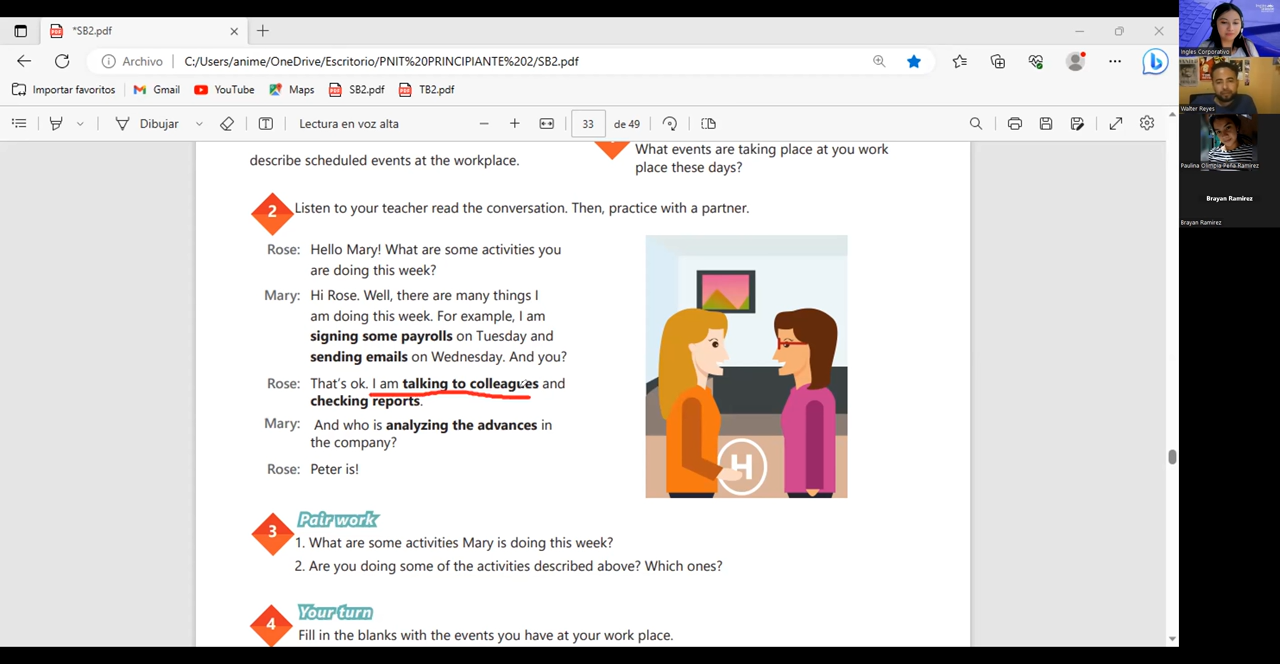 *SB2.pdf
Archivo
C:/Users/anime/OneDrive/Escritorio/PNIT%20PRINCIPIANTE%202/SB2.pdf
Importar favoritos
Gmail
YouTube
Maps
SB2.pdf
TB2.pdf
Dibujar
Lectura en voz alta
33
de 49
describe scheduled events at the workplace.
What events are taking place at you work
place these days?
2
Listen to your teacher read the conversation. Then, practice with a partner.
Rose: Hello Mary! What are some activities you
are doing this week?
Mary: Hi Rose. Well, there are many things I
am doing this week. For example, I am
signing some payrolls on Tuesday and
sending emails on Wednesday. And you?
Rose: That's ok. I am talking to colleagues and
checking reports.
Mary: And who is analyzing the advances in
the company?
Rose: Peter is!
H
3
Pair work
1. What are some activities Mary is doing this week?
2. Are you doing some of the activities described above? Which ones?
4
Your turn
Fill in the blanks with the events you have at your work place.
Ingles Corporativo
Walter Reyes
Paulina Olimpia Peña Ramirez
Brayan Ramirez
Brayan Ramirez